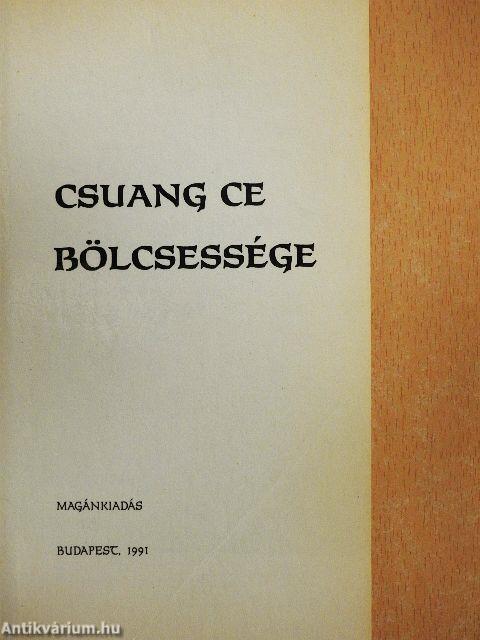 CSUANG CE
BÖLCSESSÉGE
MAGÁNKIADÁS
BUDAPEST, 1991
Antikvárium.hu